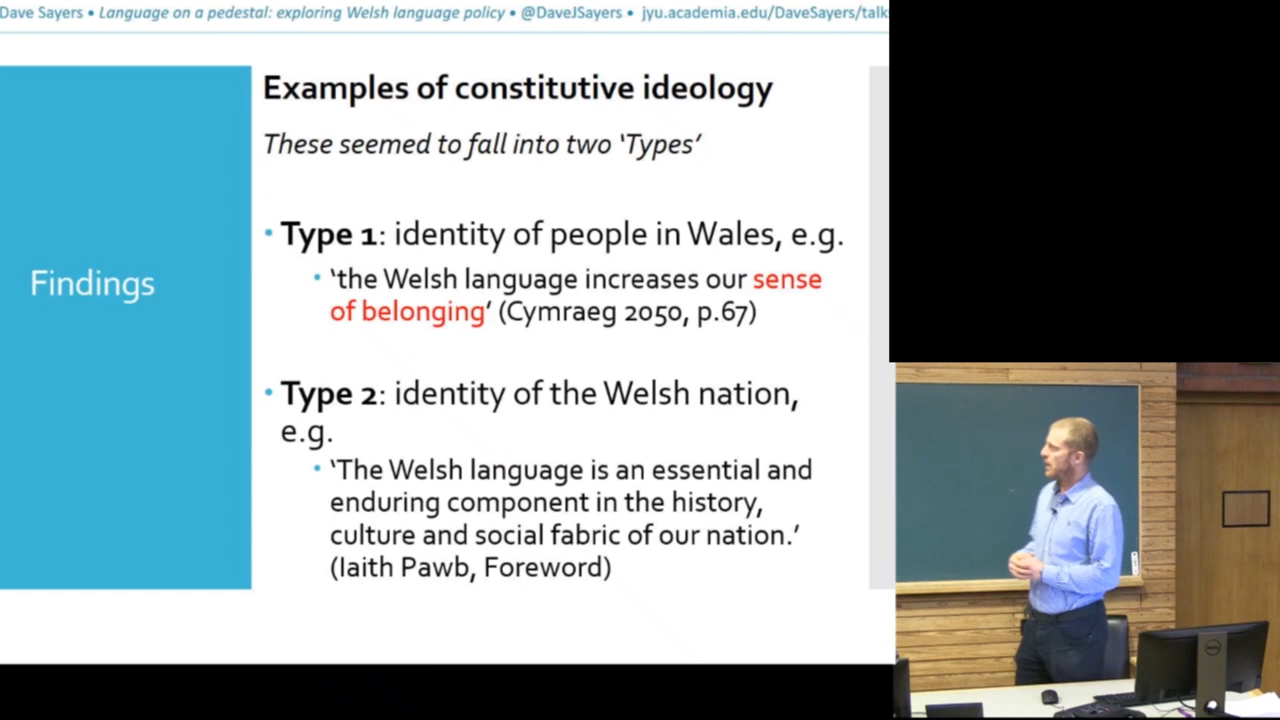 Dave Sayers • Language on a pedestal: exploring Welsh language policy • @DaveJSayers • jyu.academia.edu/DaveSayers/talks
Findings
Examples of constitutive ideology
These seemed to fall into two ‘Types’
• Type 1: identity of people in Wales, e.g.
• ‘the Welsh language increases our sense
of belonging’ (Cymraeg 2050, p.67)
• Type 2: identity of the Welsh nation,
e.g.
• ‘The Welsh language is an essential and
enduring component in the history,
culture and social fabric of our nation.’
(Iaith Pawb, Foreword)
DELL